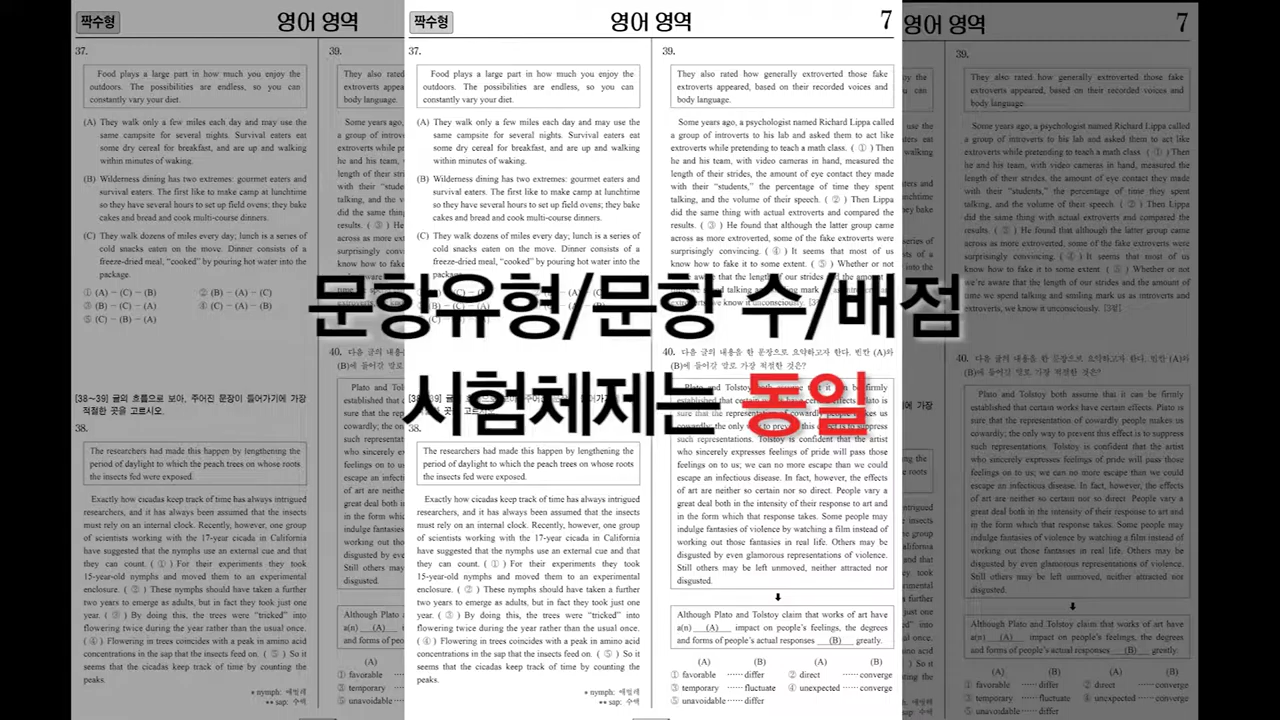 짝수형
영어 영역
7
37.
Food plays a large part in how much you enjoy the
outdoors. The possibilities are endless, so you can
constantly vary your diet.
(A) They walk only a few miles each day and may use the
same campsite for several nights. Survival eaters eat
some dry cereal for breakfast, and are up and walking
within minutes of waking.
(B) Wilderness dining has two extremes: gourmet eaters and
survival eaters. The first like to make camp at lunchtime
so they have several hours to set up field ovens; they bake
cakes and bread and cook multi-course dinners.
(C) They walk dozens of miles every day; lunch is a series of
cold snacks eaten on the move. Dinner consists of a
freeze-dried meal, "cooked" by pouring hot water into the
package.
① (A) - (C) - (B)
② (B) - (A) - (C)
③ (B) - (C) - (A)
④ (C) - (A) - (B)
⑤ (C) - (B) - (A)
[38~39] 글의 흐름으로 보아, 주어진 문장이 들어가기에 가장
적절한 곳을 고르시오.
38.
The researchers had made this happen by lengthening the
period of daylight to which the peach trees on whose roots
the insects fed were exposed.
Exactly how cicadas keep track of time has always intrigued
researchers, and it has always been assumed that the insects
must rely on an internal clock. Recently, however, one group
of scientists working with the 17-year cicada in California
have suggested that the nymphs use an external cue and that
they can count. ( ① ) For their experiments they took
15-year-old nymphs and moved them to an experimental
enclosure. ( ② ) These nymphs should have taken a further
two years to emerge as adults, but in fact they took just one
year. ( ③ ) By doing this, the trees were "tricked" into
flowering twice during the year rather than the usual once.
( ④ ) Flowering in trees coincides with a peak in amino acid
concentrations in the sap that the insects feed on. ( ⑤ ) So it
seems that the cicadas keep track of time by counting the
peaks.
* nymph: 애벌레
** sap: 수액
39.
They also rated how generally extroverted those fake
extroverts appeared, based on their recorded voices and
body language.
Some years ago, a psychologist named Richard Lippa called
a group of introverts to his lab and asked them to act like
extroverts while pretending to teach a math class. ( ① ) Then
he and his team, with video cameras in hand, measured the
length of their strides, the amount of eye contact they made
with their "students," the percentage of time they spent
talking, and the volume of their speech. ( ② ) Then Lippa
did the same thing with actual extroverts and compared the
results. ( ③ ) He found that although the latter group came
across as more extroverted, some of the fake extroverts were
surprisingly convincing. ( ④ ) It seems that most of us
know how to fake it to some extent. ( ⑤ ) Whether or not
we're aware that the length of our strides and the amount of
time we spend talking and smiling mark us as introverts and
extroverts, we know it unconsciously. [3점]
문항유형/문항 수/배점
시험체제는 동일
40. 다음 글의 내용을 한 문장으로 요약하고자 한다. 빈칸 (A)와
(B)에 들어갈 말로 가장 적절한 것은?
Plato and Tolstoy both assume that it can be firmly
established that certain works have certain effects. Plato is
sure that the representation of cowardly people makes us
cowardly; the only way to prevent this effect is to suppress
such representations. Tolstoy is confident that the artist
who sincerely expresses feelings of pride will pass those
feelings on to us; we can no more escape than we could
escape an infectious disease. In fact, however, the effects
of art are neither so certain nor so direct. People vary a
great deal both in the intensity of their response to art and
in the form which that response takes. Some people may
indulge fantasies of violence by watching a film instead of
working out those fantasies in real life. Others may be
disgusted by even glamorous representations of violence.
Still others may be left unmoved, neither attracted nor
disgusted.
Although Plato and Tolstoy claim that works of art have
a(n) (A) impact on people's feelings, the degrees
and forms of people's actual responses (B) greatly.
(A) (B) (A) (B)
① favorable ······ differ ② direct ······ converge
③ temporary ······ fluctuate ④ unexpected ······ converge
⑤ unavoidable ······ differ